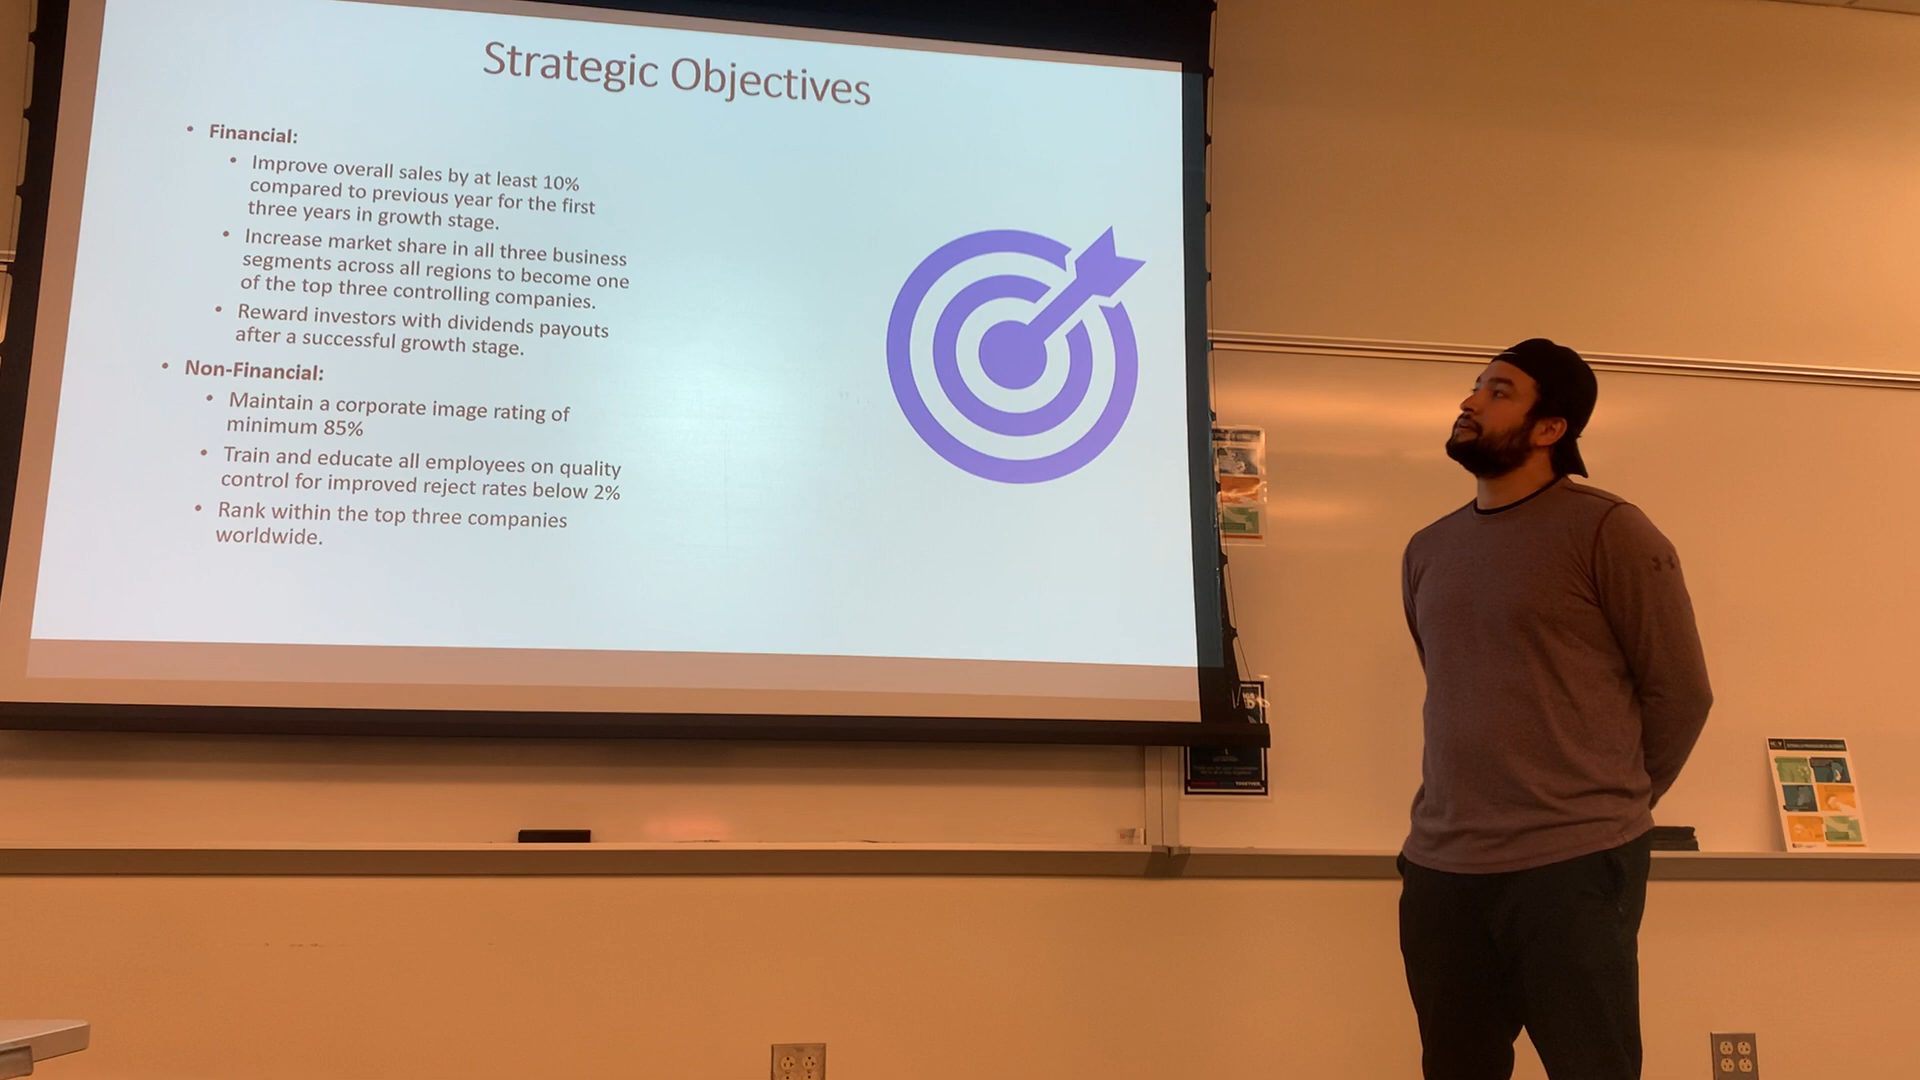 Strategic Objectives
• Financial:
• Improve overall sales by at least 10%
compared to previous year for the first
three years in growth stage.
• Increase market share in all three business
segments across all regions to become one
of the top three controlling companies.
• Reward investors with dividends payouts
after a successful growth stage.
• Non-Financial:
• Maintain a corporate image rating of
minimum 85%
• Train and educate all employees on quality
control for improved reject rates below 2%
• Rank within the top three companies
worldwide.